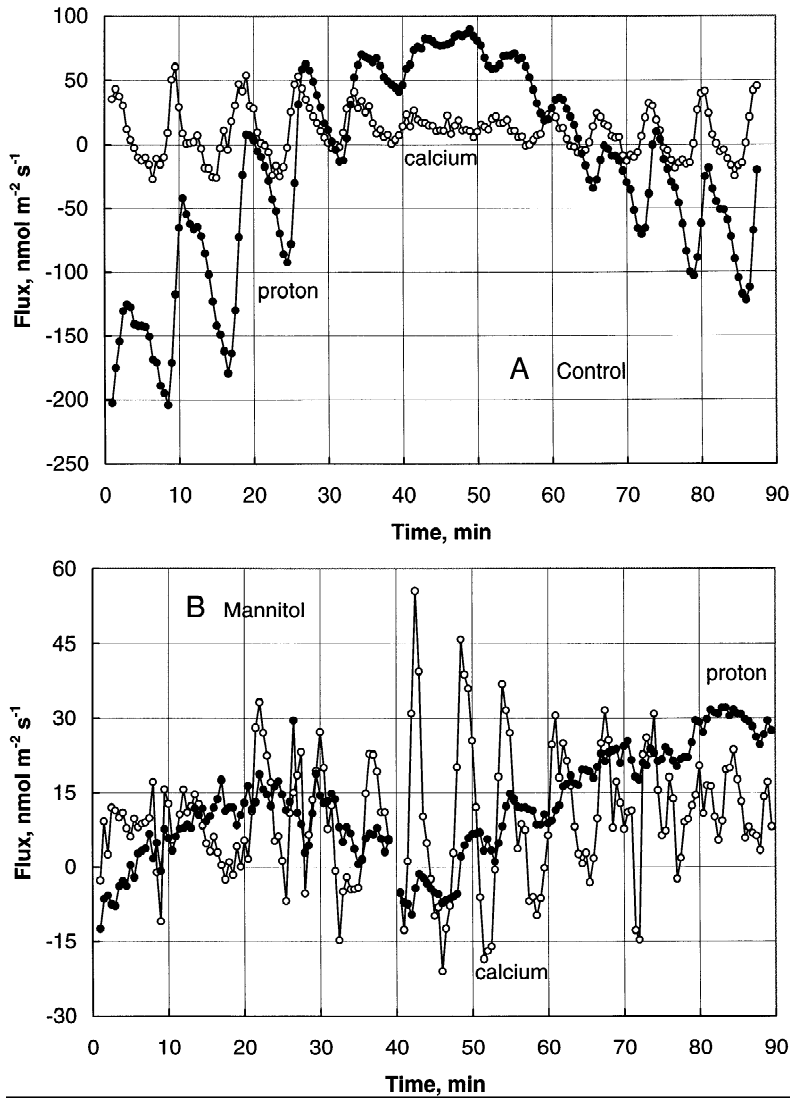 100
50
0
-50
-100
-150
-200
-250
Flux, nmol m-2 s-1
calcium
proton
A Control
0 10 20 30 40 50 60 70 80 90
Time, min
60
45
30
15
0
-15
-30
Flux, nmol m-2 s-1
B Mannitol
proton
calcium
0 10 20 30 40 50 60 70 80 90
Time, min